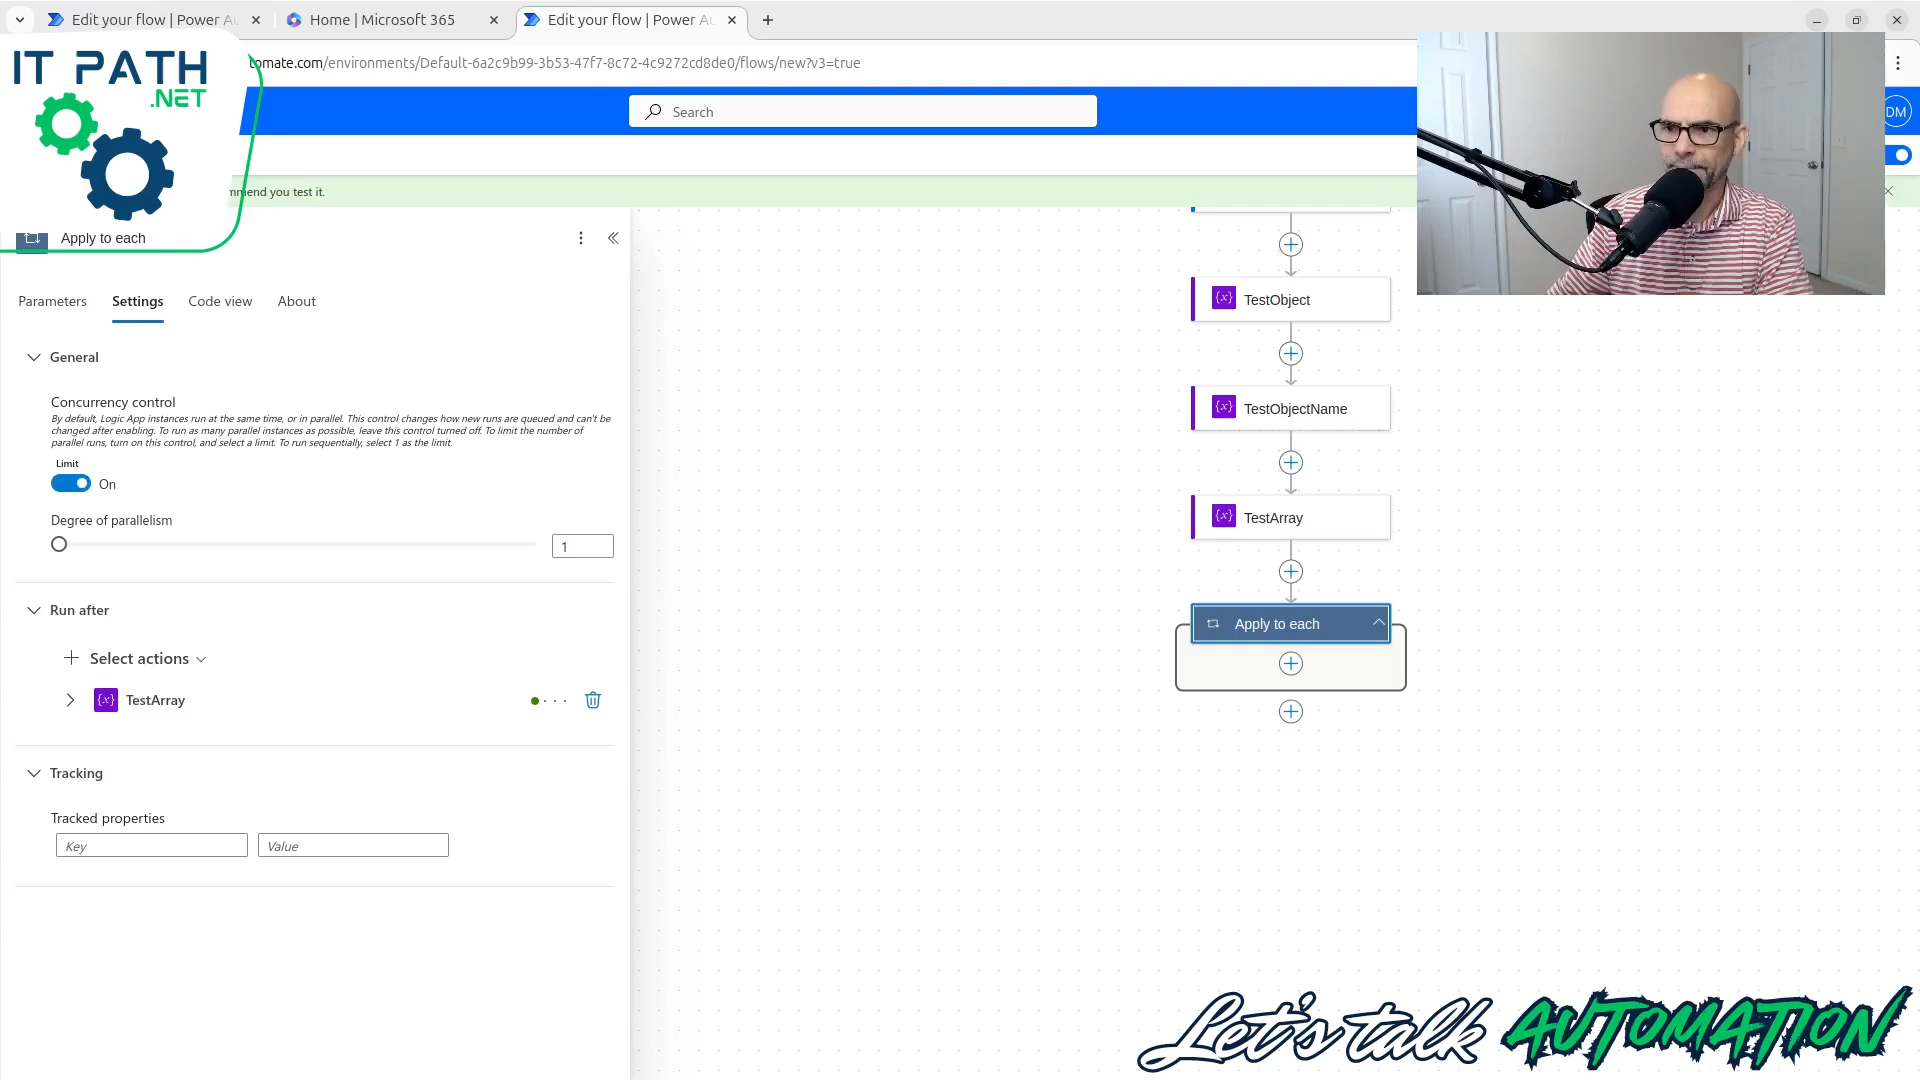 Edit your flow | Power Au
Home | Microsoft 365
Edit your flow | Power Au
tomate.com/environments/Default-6a2c9b99-3b53-47f7-8c72-4c9272cd8de0/flows/new?v3=true
IT PATH
.NET
Search
DM
mmend you test it.
Apply to each
Parameters
Settings
Code view
About
General
Concurrency control
By default, Logic App instances run at the same time, or in parallel. This control changes how new runs are queued and can't be
changed after enabling. To run as many parallel instances as possible, leave this control turned off. To limit the number of
parallel runs, turn on this control, and select a limit. To run sequentially, select 1 as the limit.
Limit
On
Degree of parallelism
1
Run after
Select actions
{x} TestArray
Tracking
Tracked properties
Key
Value
{x} TestObject
{x} TestObjectName
{x} TestArray
Apply to each
Let's talk AUTOMATION